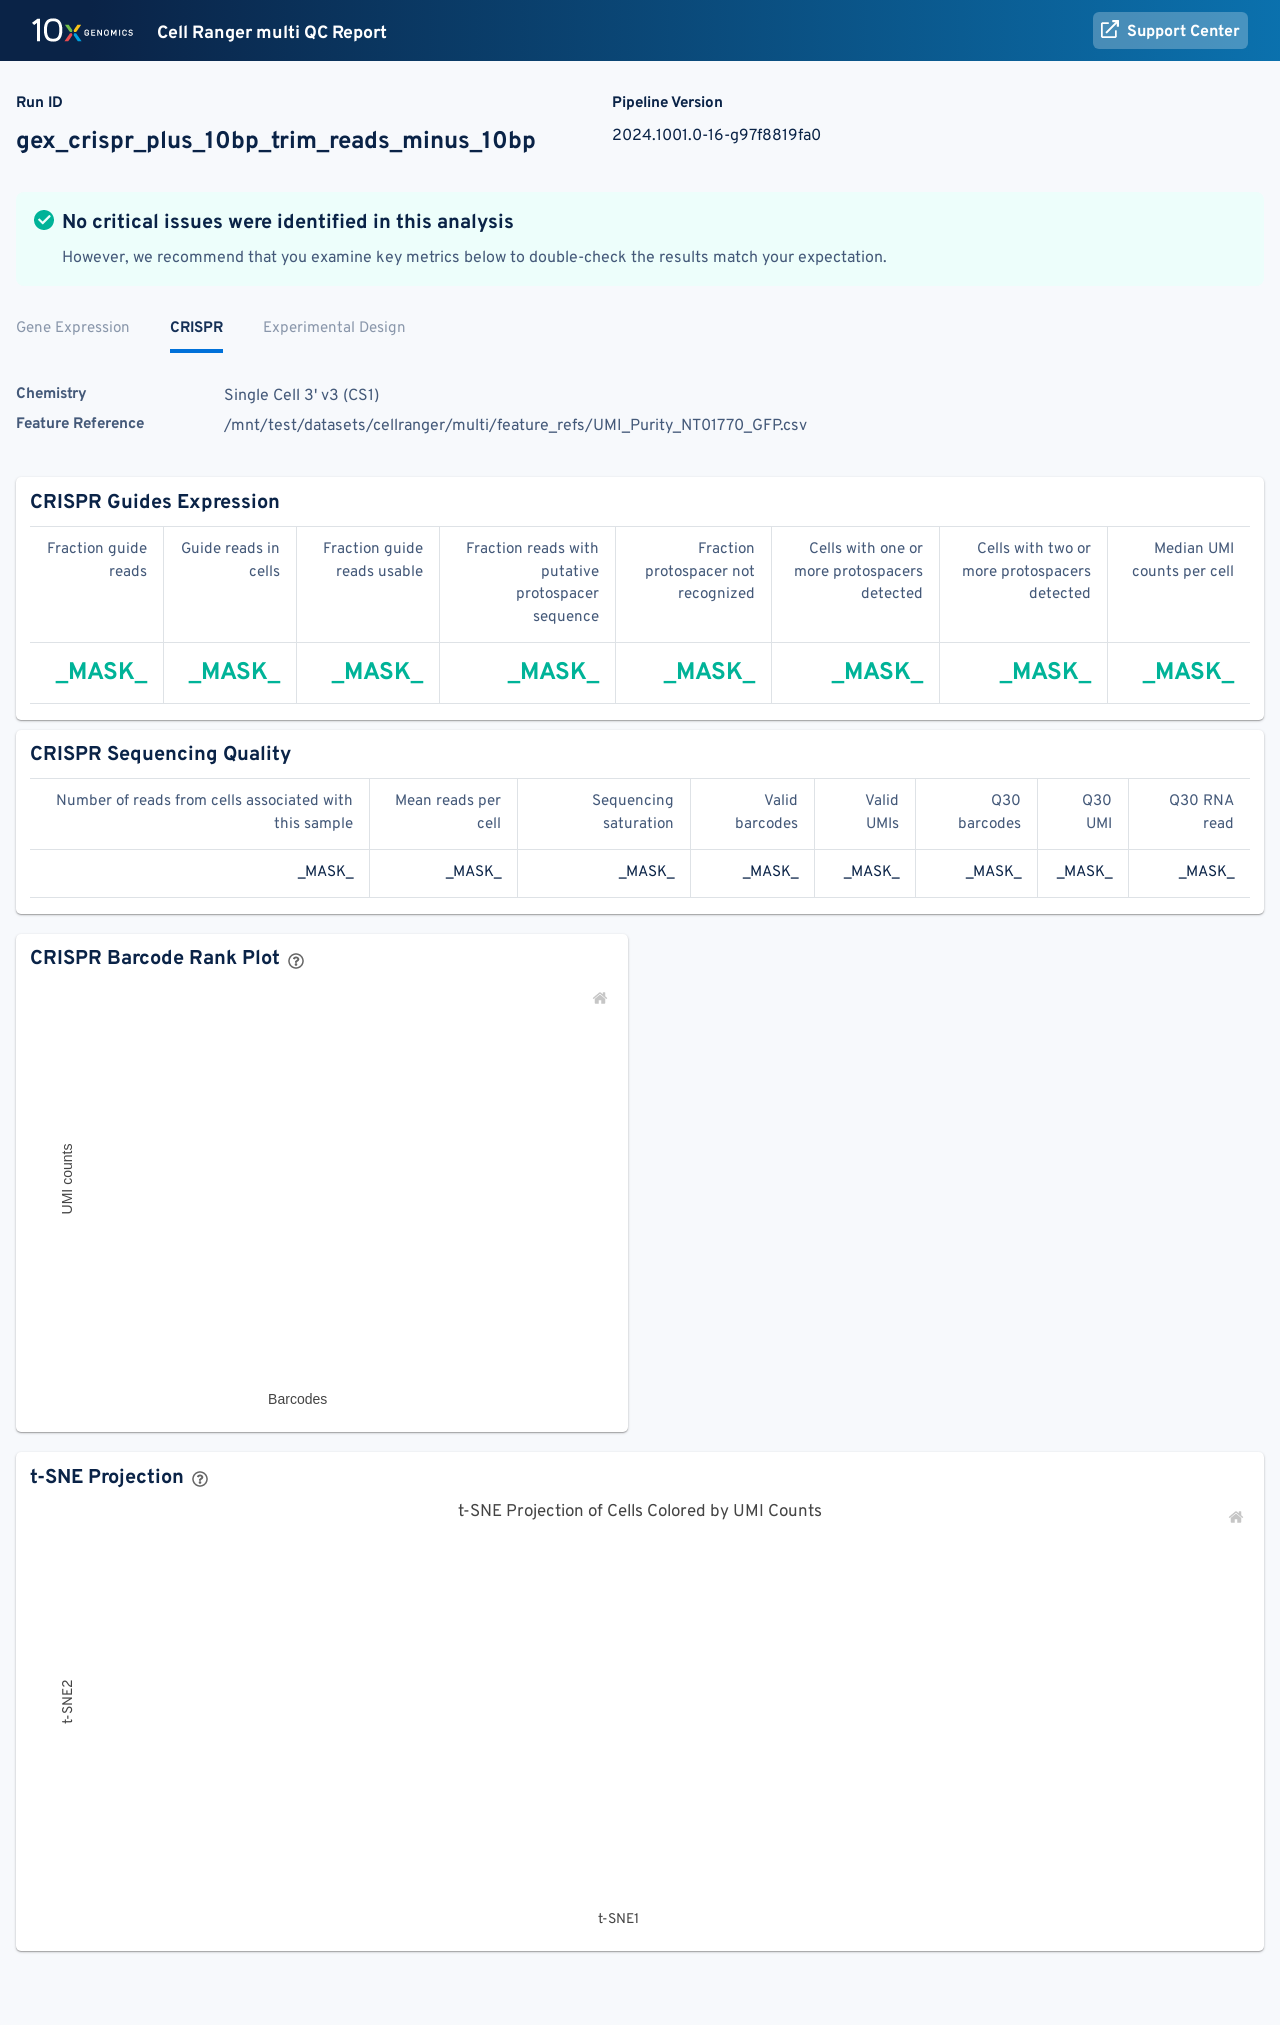 10x GENOMICS Cell Ranger multi QC Report Support Center
Run ID
gex_crispr_plus_10bp_trim_reads_minus_10bp
Pipeline Version
2024.1001.0-16-g97f8819fa0
No critical issues were identified in this analysis
However, we recommend that you examine key metrics below to double-check the results match your expectation.
Gene Expression CRISPR Experimental Design
Chemistry Single Cell 3' v3 (CS1)
Feature Reference /mnt/test/datasets/cellranger/multi/feature_refs/UMI_Purity_NT01770_GFP.csv
CRISPR Guides Expression
Fraction guide
reads
Guide reads in
cells
Fraction guide
reads usable
Fraction reads with
putative
protospacer
sequence
Fraction
protospacer not
recognized
Cells with one or
more protospacers
detected
Cells with two or
more protospacers
detected
Median UMI
counts per cell
_MASK_ _MASK_ _MASK_ _MASK_ _MASK_ _MASK_ _MASK_ _MASK_
CRISPR Sequencing Quality
Number of reads from cells associated with
this sample
Mean reads per
cell
Sequencing
saturation
Valid
barcodes
Valid
UMIs
Q30
barcodes
Q30
UMI
Q30 RNA
read
_MASK_ _MASK_ _MASK_ _MASK_ _MASK_ _MASK_ _MASK_ _MASK_
CRISPR Barcode Rank Plot ?
UMI counts
Barcodes
t-SNE Projection ?
t-SNE Projection of Cells Colored by UMI Counts
t-SNE2
t-SNE1